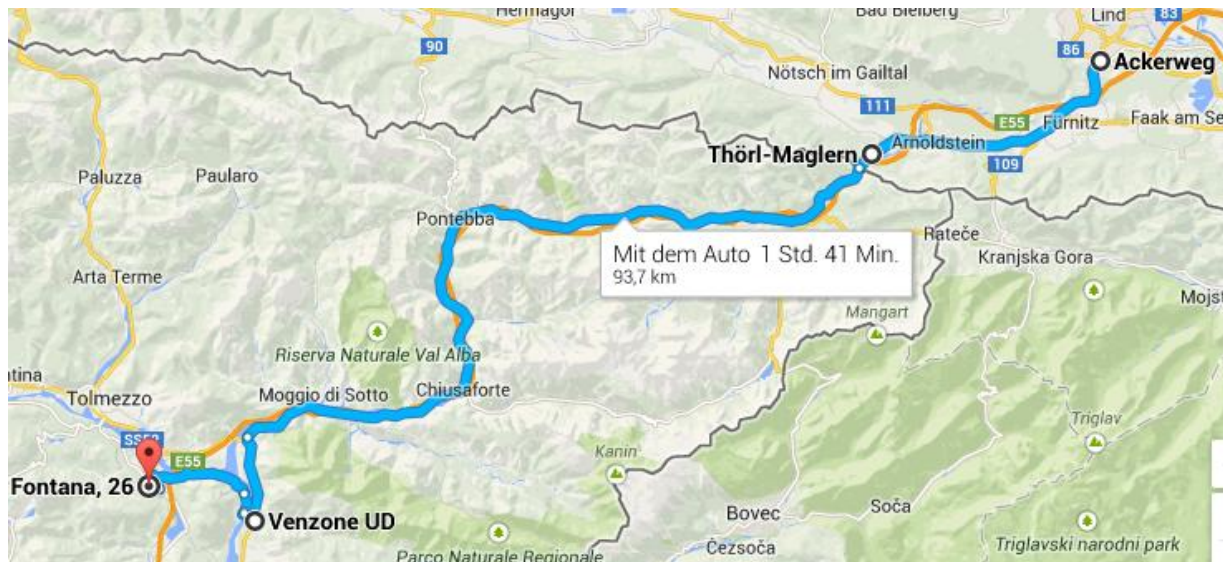 Hermagor
Bad Bleiberg
Lind
83
90
86
Ackerweg
Nötsch im Gailtal
111
E55
Fürnitz
Faak am Se
Arnoldstein
Thörl-Maglern
109
Paluzza
Paularo
Pontebba
Rateče
Kranjska Gora
Mit dem Auto 1 Std. 41 Min.
93,7 km
Arta Terme
Mojst
Mangart
Riserva Naturale Val Alba
ntina
Moggio di Sotto
Chiusaforte
Tolmezzo
Triglav
SS52
E55
Kanin
Fontana, 26
Venzone UD
Bovec
Soča
Čezsoča
Triglavski narodni park
Parco Naturale Regionale